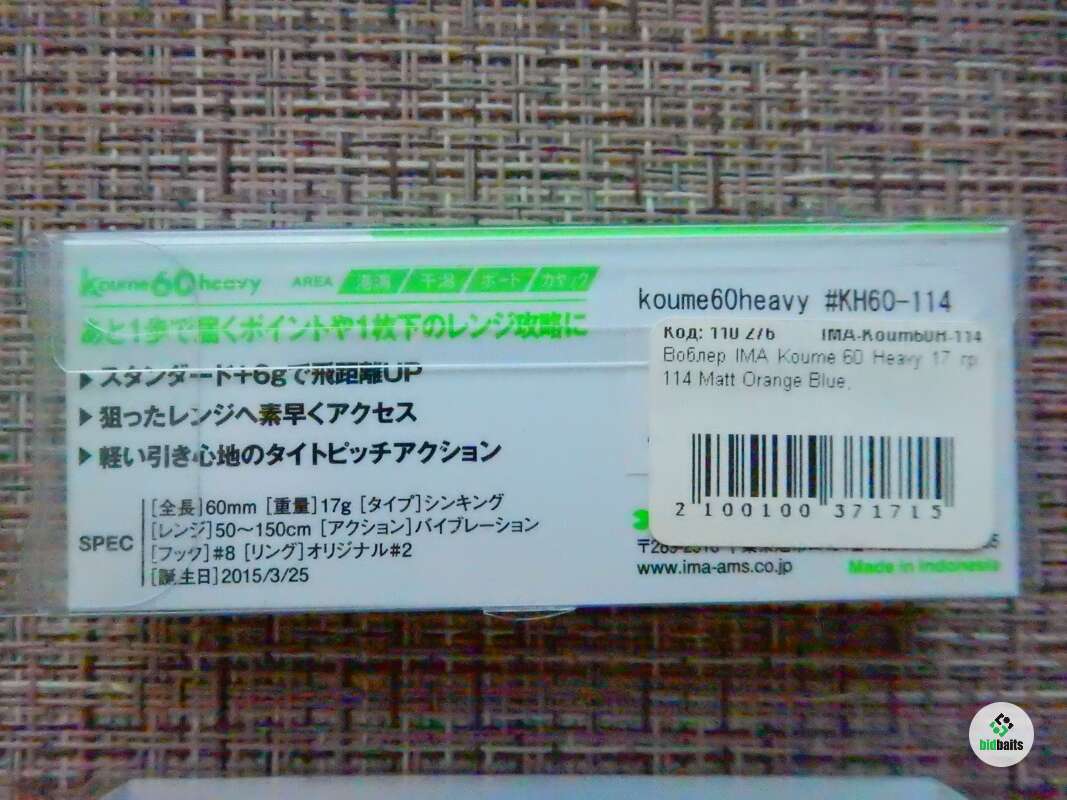 koume60heavy AREA 港湾 干潟 ボート カヤック
あと1歩で届くポイントや1枚下のレンジ攻略に
▶スタンダード+6gで飛距離UP
▶狙ったレンジへ素早くアクセス
▶軽い引き心地のタイトピッチアクション
SPEC
[全長]60mm [重量]17g [タイプ]シンキング
[レンジ]50～150cm [アクション]バイブレーション
[フック]#8 [リング]オリジナル#2
[誕生日]2015/3/25
koume60heavy #KH60-114
Код: 110 276 IMA-Koum60H-114
Воблер IMA Koume 60 Heavy 17 гр
114 Matt Orange Blue,
2 100100 371715
www.ima-ams.co.jp
Made in Indonesia
bidbaits